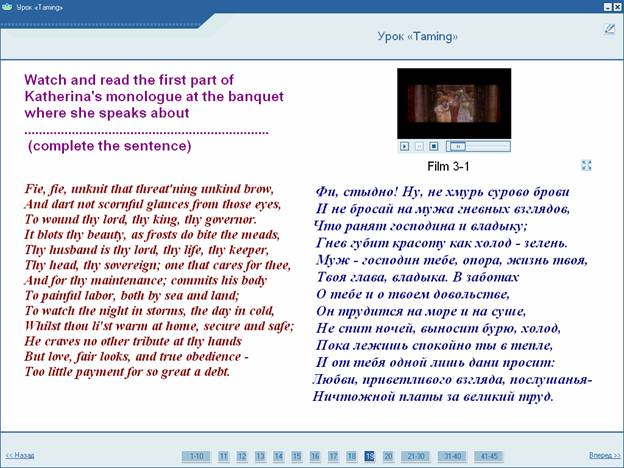 Урок «Taming»
Урок «Taming»
Watch and read the first part of
Katherina's monologue at the banquet
where she speaks about
...................................................................
(complete the sentence)
Film 3-1
Fie, fie, unknit that threat'ning unkind brow,
And dart not scornful glances from those eyes,
To wound thy lord, thy king, thy governor.
It blots thy beauty, as frosts do bite the meads,
Thy husband is thy lord, thy life, thy keeper,
Thy head, thy sovereign; one that cares for thee,
And for thy maintenance; commits his body
To painful labor, both by sea and land;
To watch the night in storms, the day in cold,
Whilst thou li'st warm at home, secure and safe;
He craves no other tribute at thy hands
But love, fair looks, and true obedience -
Too little payment for so great a debt.
Фи, стыдно! Ну, не хмурь сурово брови
И не бросай на мужа гневных взглядов,
Что ранят господина и владыку;
Гнев губит красоту как холод - зелень.
Муж - господин тебе, опора, жизнь твоя,
Твоя глава, владыка. В заботах
О тебе и о твоем довольстве,
Он трудится на море и на суше,
Не спит ночей, выносит бурю, холод,
Пока лежишь спокойно ты в тепле,
И от тебя одной лишь дани просит:
Любви, приветливого взгляда, послушанья-
Ничтожной платы за великий труд.
<< Назад
1-10 11 12 13 14 15 16 17 18 19 20 21-30 31-40 41-45
Вперед >>